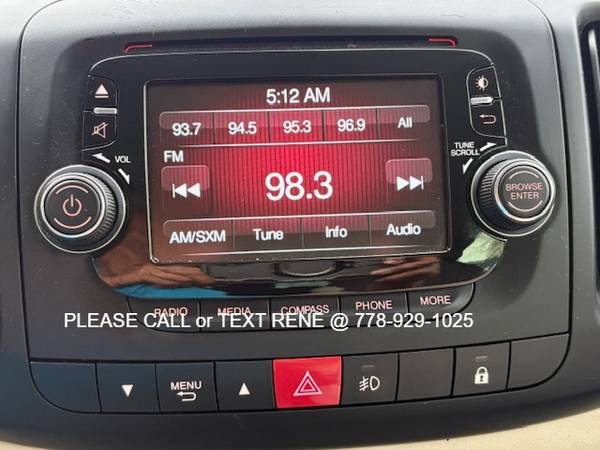 5:12 AM
93.7 94.5 95.3 96.9 All
FM
98.3
AM/SXM Tune Info Audio
VOL
TUNE
SCROLL
BROWSE
ENTER
RADIO MEDIA COMPASS PHONE MORE
PLEASE CALL or TEXT RENE @ 778-929-1025
MENU